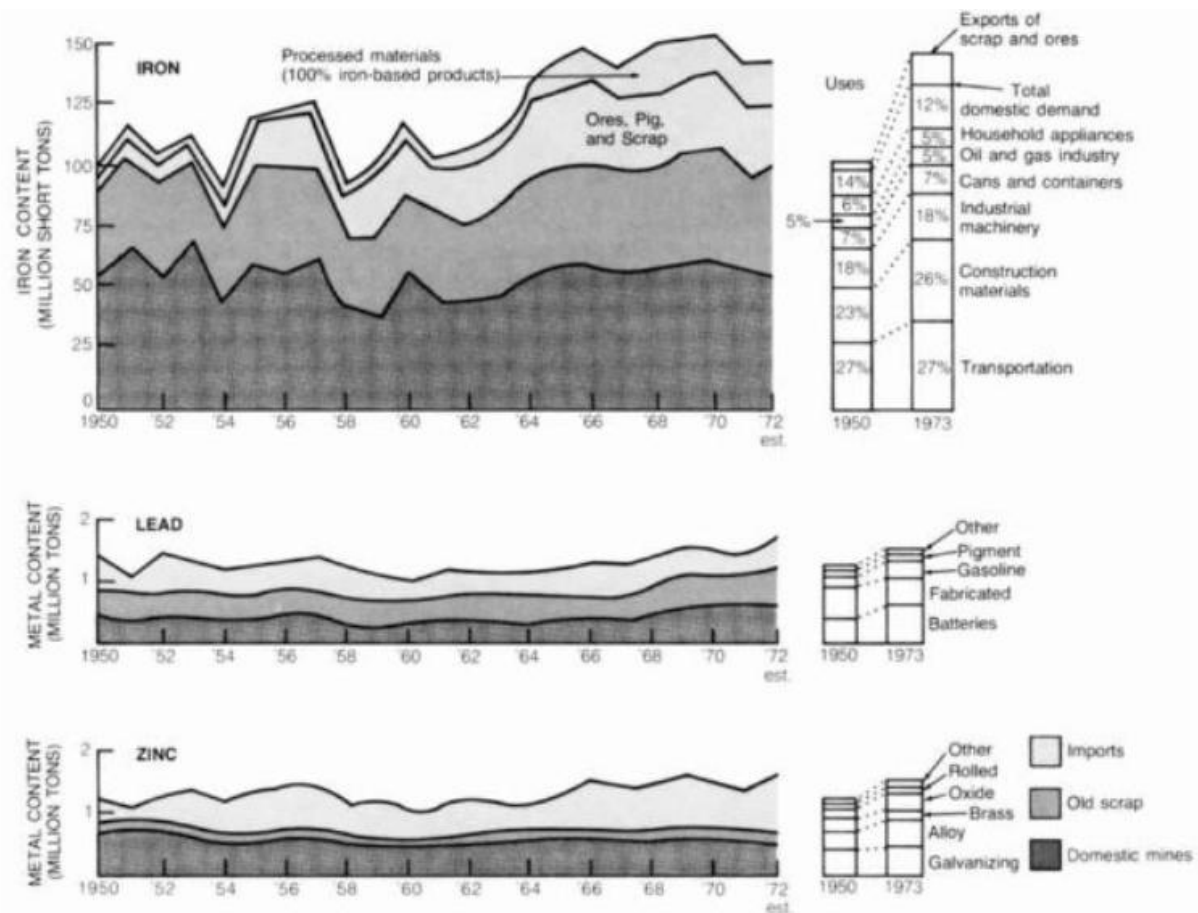 IRON
IRON CONTENT
(MILLION SHORT TONS)
150
125
100
75
50
25
0
Processed materials
(100% iron-based products)
Ores, Pig,
and Scrap
1950 '52 '54 '56 '58 '60 '62 '64 '66 '68 '70 '72
est.
Uses
14%
6%
5%
7%
18%
23%
27%
1950
12%
5%
5%
7%
18%
26%
27%
1973
Exports of
scrap and ores
Total
domestic demand
Household appliances
Oil and gas industry
Cans and containers
Industrial
machinery
Construction
materials
Transportation
LEAD
METAL CONTENT
(MILLION TONS)
2
1
1950 '52 '54 '56 '58 '60 '62 '64 '66 '68 '70 '72
est.
Other
Pigment
Gasoline
Fabricated
Batteries
1950 1973
ZINC
METAL CONTENT
(MILLION TONS)
2
1
1950 '52 '54 '56 '58 '60 '62 '64 '66 '68 '70 '72
est.
Other
Rolled
Oxide
Brass
Alloy
Galvanizing
1950 1973
Imports
Old scrap
Domestic mines